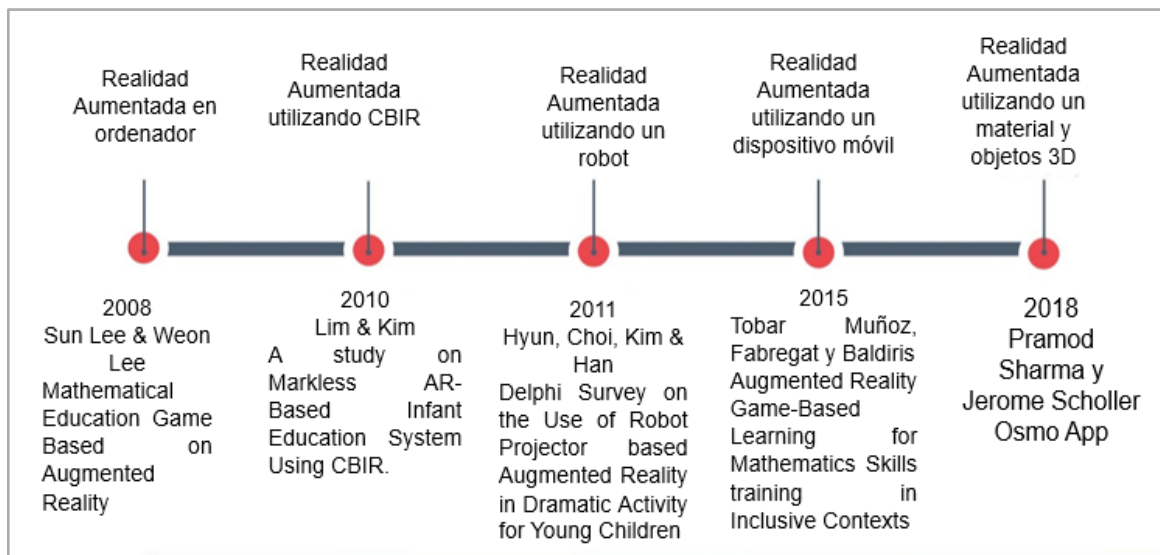 Realidad
Aumentada en
ordenador
Realidad
Aumentada
utilizando CBIR
Realidad
Aumentada
utilizando un
robot
Realidad
Aumentada
utilizando un
dispositivo móvil
Realidad
Aumentada
utilizando un
material y
objetos 3D
2008
Sun Lee & Weon
Lee
Mathematical
Education Game
Based on
Augmented
Reality
2010
Lim & Kim
A study on
Markless AR-
Based Infant
Education System
Using CBIR.
2011
Hyun, Choi, Kim &
Han
Delphi Survey on
the Use of Robot
Projector based
Augmented Reality
in Dramatic Activity
for Young Children
2015
Tobar Muñoz,
Fabregat y Baldiris
Augmented Reality
Game-Based
Learning for
Mathematics Skills
training in
Inclusive Contexts
2018
Pramod
Sharma y
Jerome Scholler
Osmo App